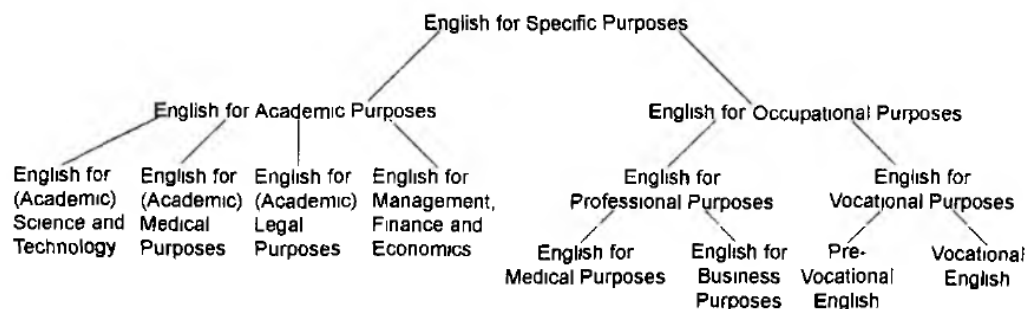 English for Specific Purposes
English for Academic Purposes
English for Occupational Purposes
English for
(Academic)
Science and
Technology
English for
(Academic)
Medical
Purposes
English for
(Academic)
Legal
Purposes
English for
Management,
Finance and
Economics
English for
Professional Purposes
English for
Vocational Purposes
English for
Medical Purposes
English for
Business
Purposes
Pre-
Vocational
English
Vocational
English